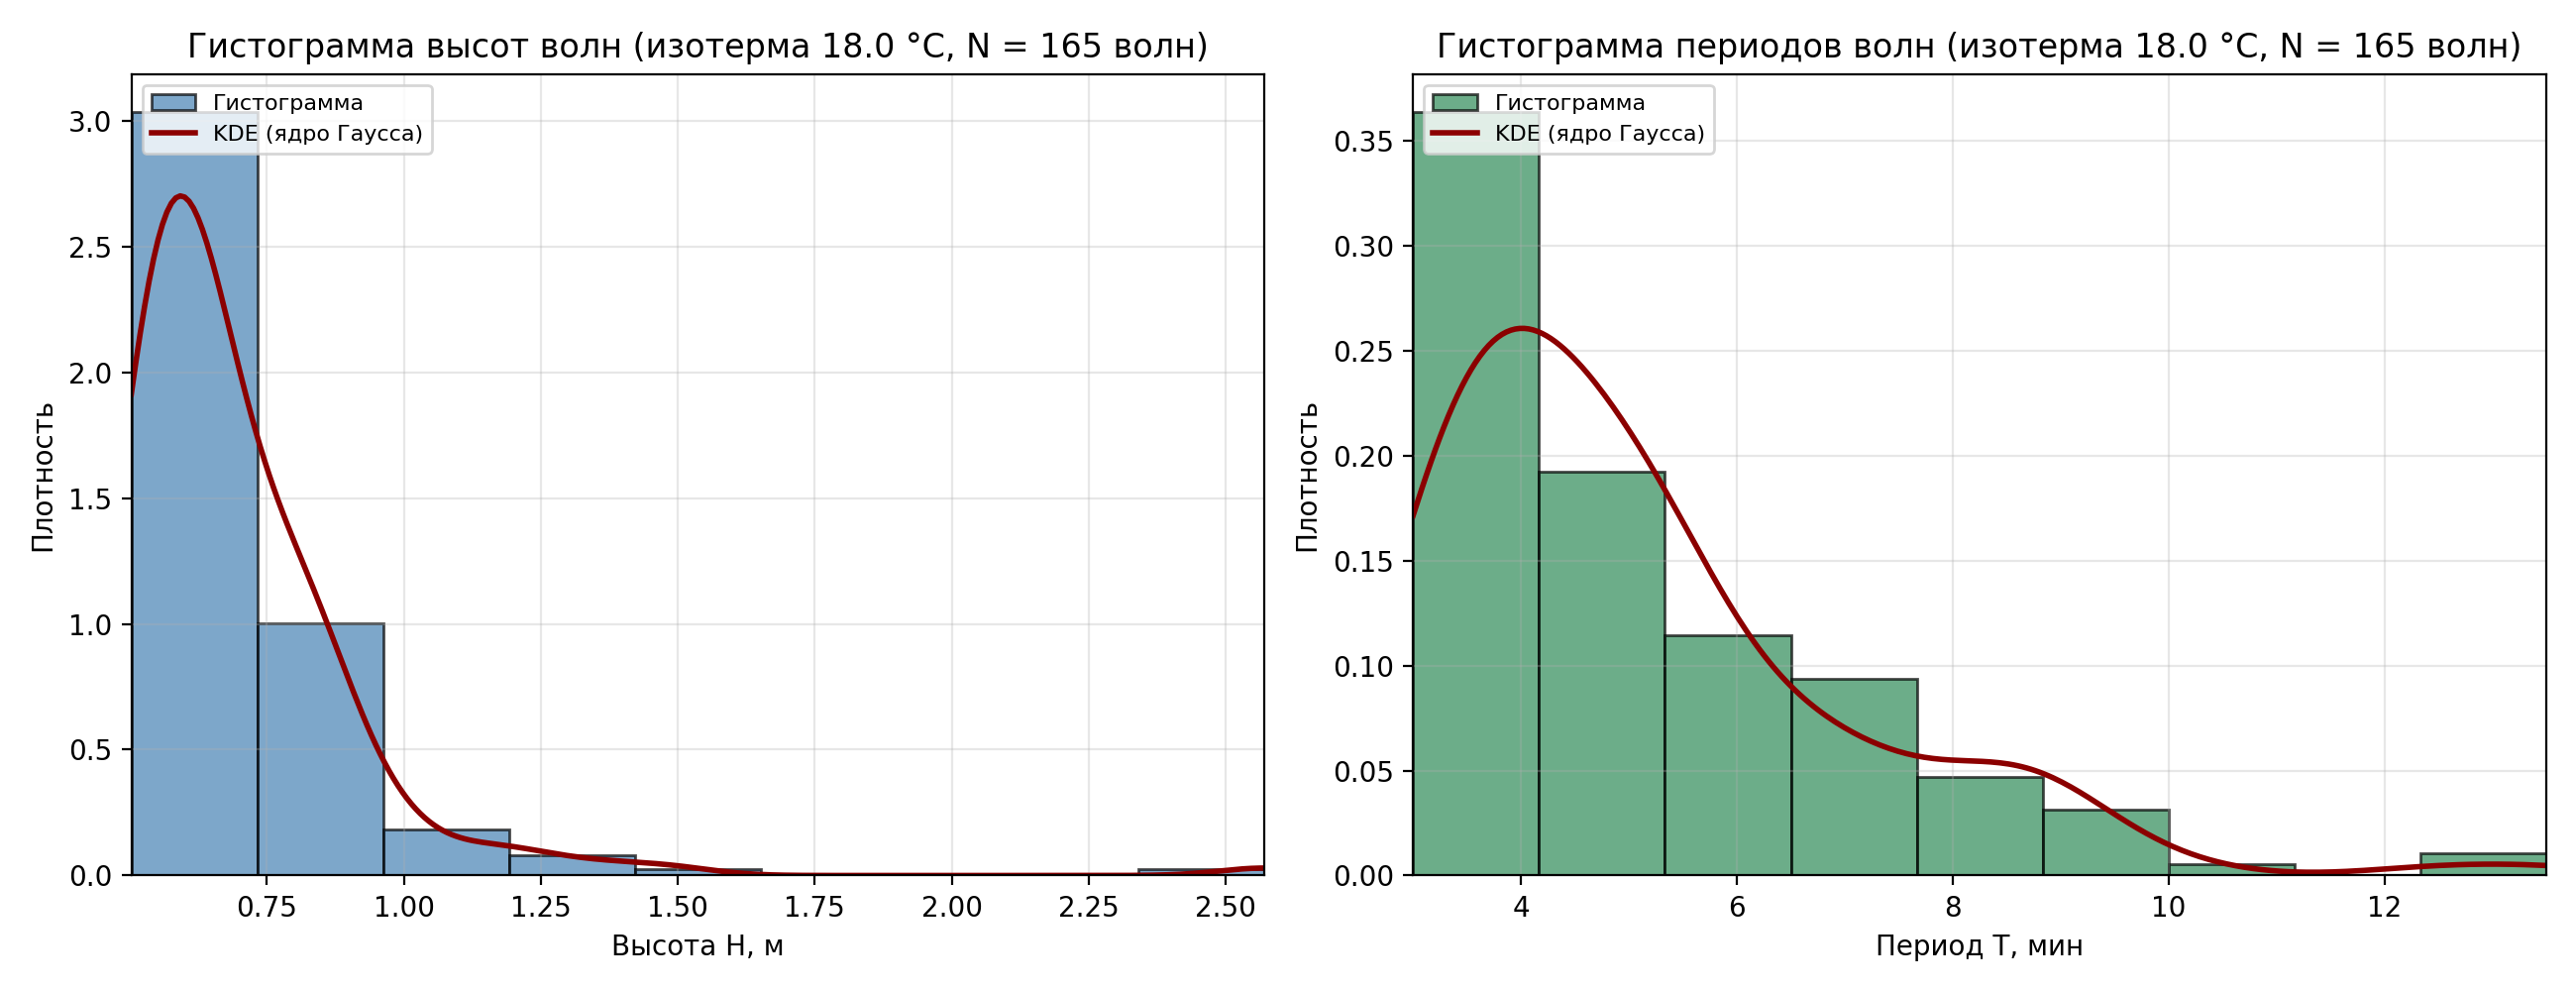 Гистограмма высот волн (изотерма 18.0 °C, N = 165 волн)
Гистограмма
KDE (ядро Гаусса)
3.0
2.5
2.0
1.5
1.0
0.5
0.0
Плотность
0.75 1.00 1.25 1.50 1.75 2.00 2.25 2.50
Высота H, м
Гистограмма периодов волн (изотерма 18.0 °C, N = 165 волн)
Гистограмма
KDE (ядро Гаусса)
0.35
0.30
0.25
0.20
0.15
0.10
0.05
0.00
Плотность
4 6 8 10 12
Период T, мин